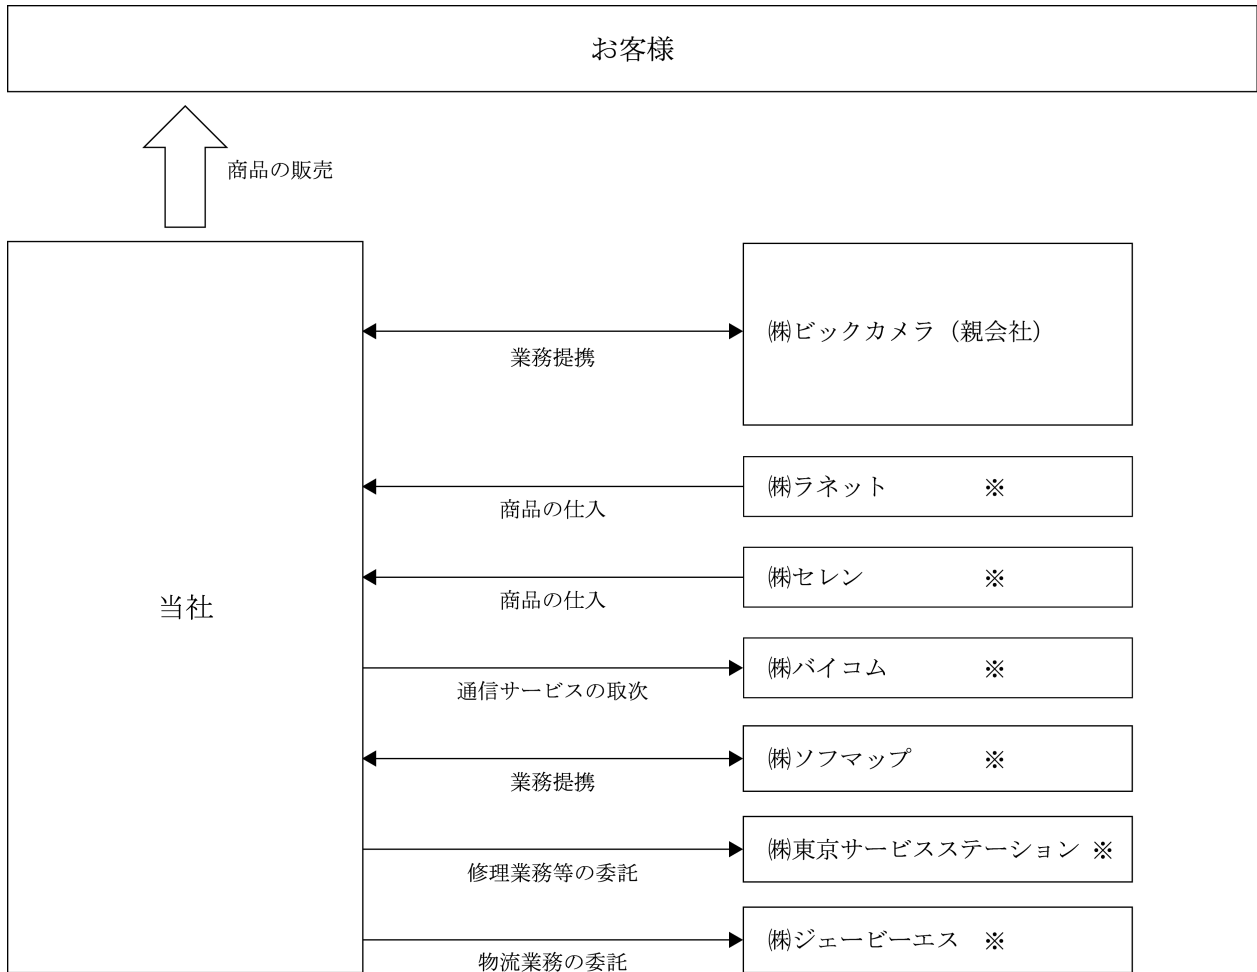 お客様
商品の販売
当社
業務提携
㈱ビックカメラ（親会社）
商品の仕入
㈱ラネット ※
商品の仕入
㈱セレン ※
通信サービスの取次
㈱バイコム ※
業務提携
㈱ソフマップ ※
修理業務等の委託
㈱東京サービスステーション ※
物流業務の委託
㈱ジェービーエス ※